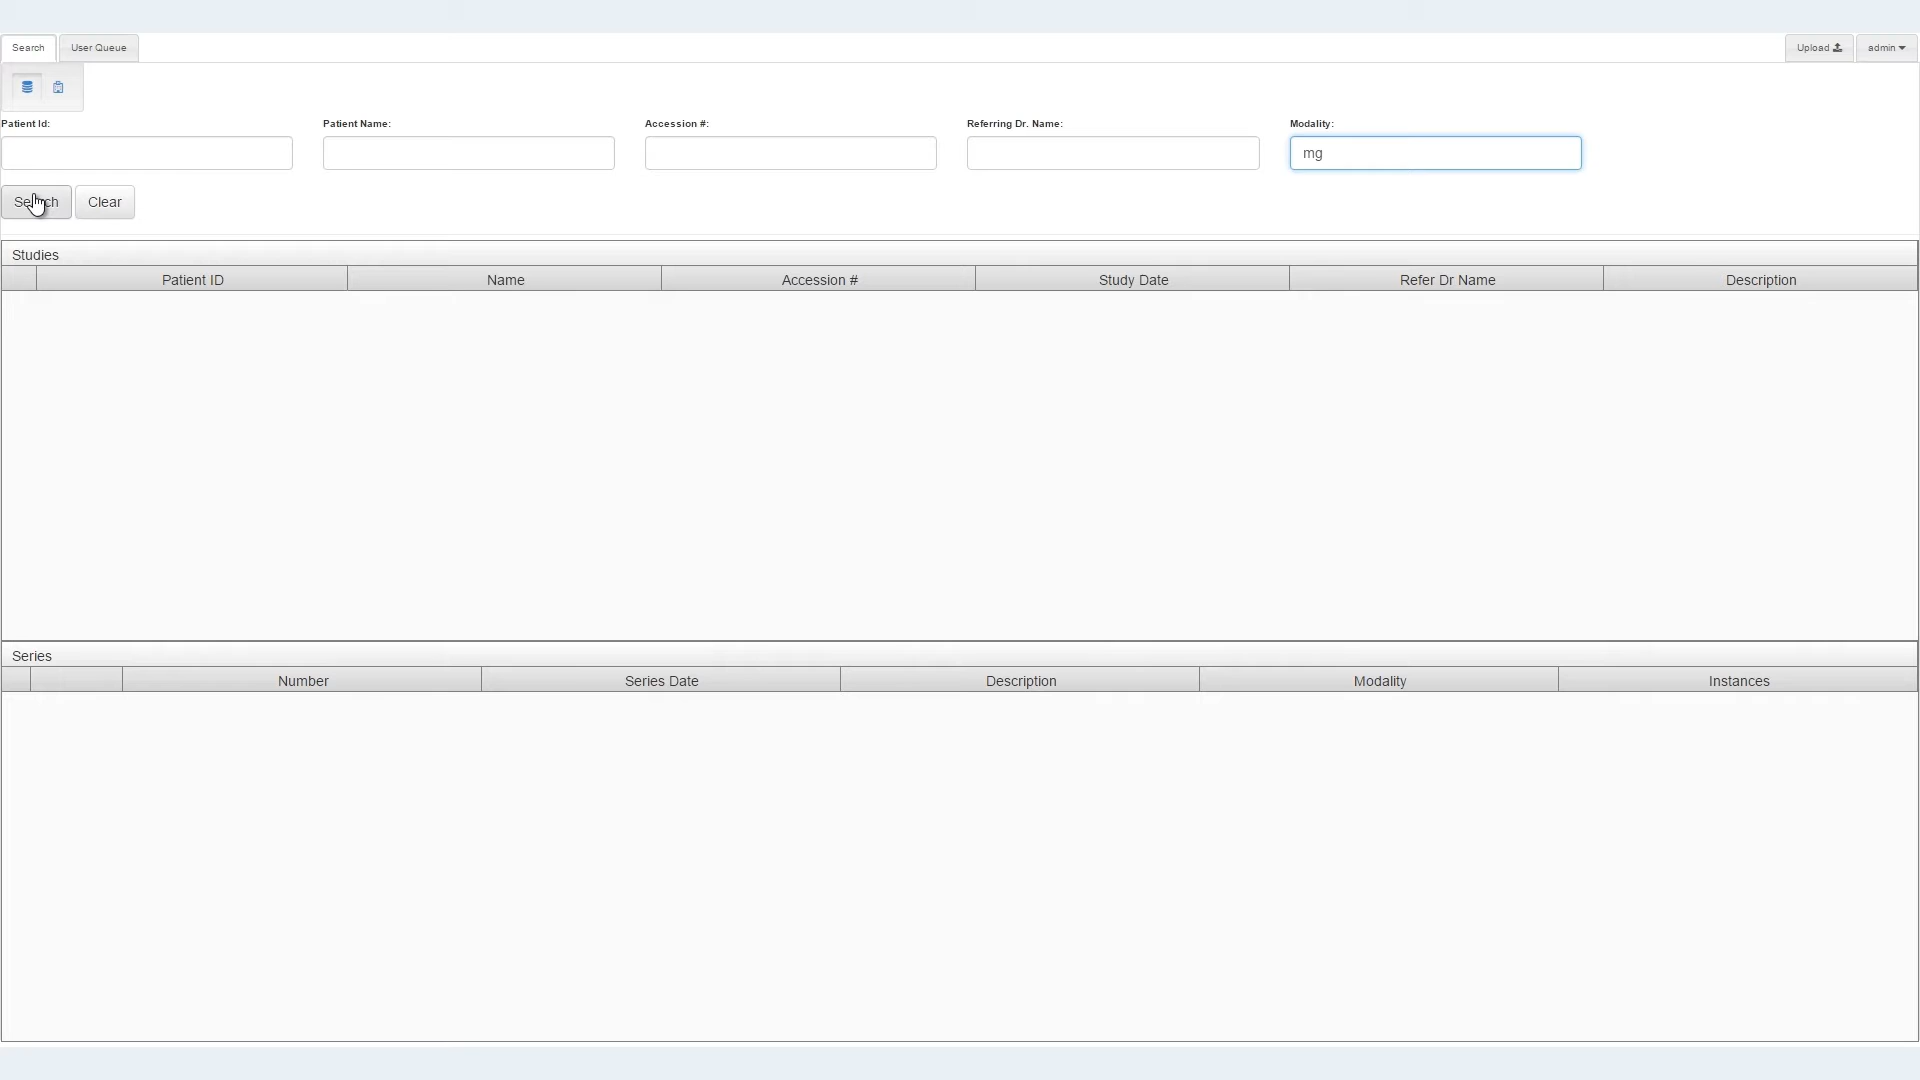 Search User Queue Upload admin
Patient Id: Patient Name: Accession #: Referring Dr. Name: Modality:
mg
Search Clear
Studies
Patient ID Name Accession # Study Date Refer Dr Name Description
Series
Number Series Date Description Modality Instances